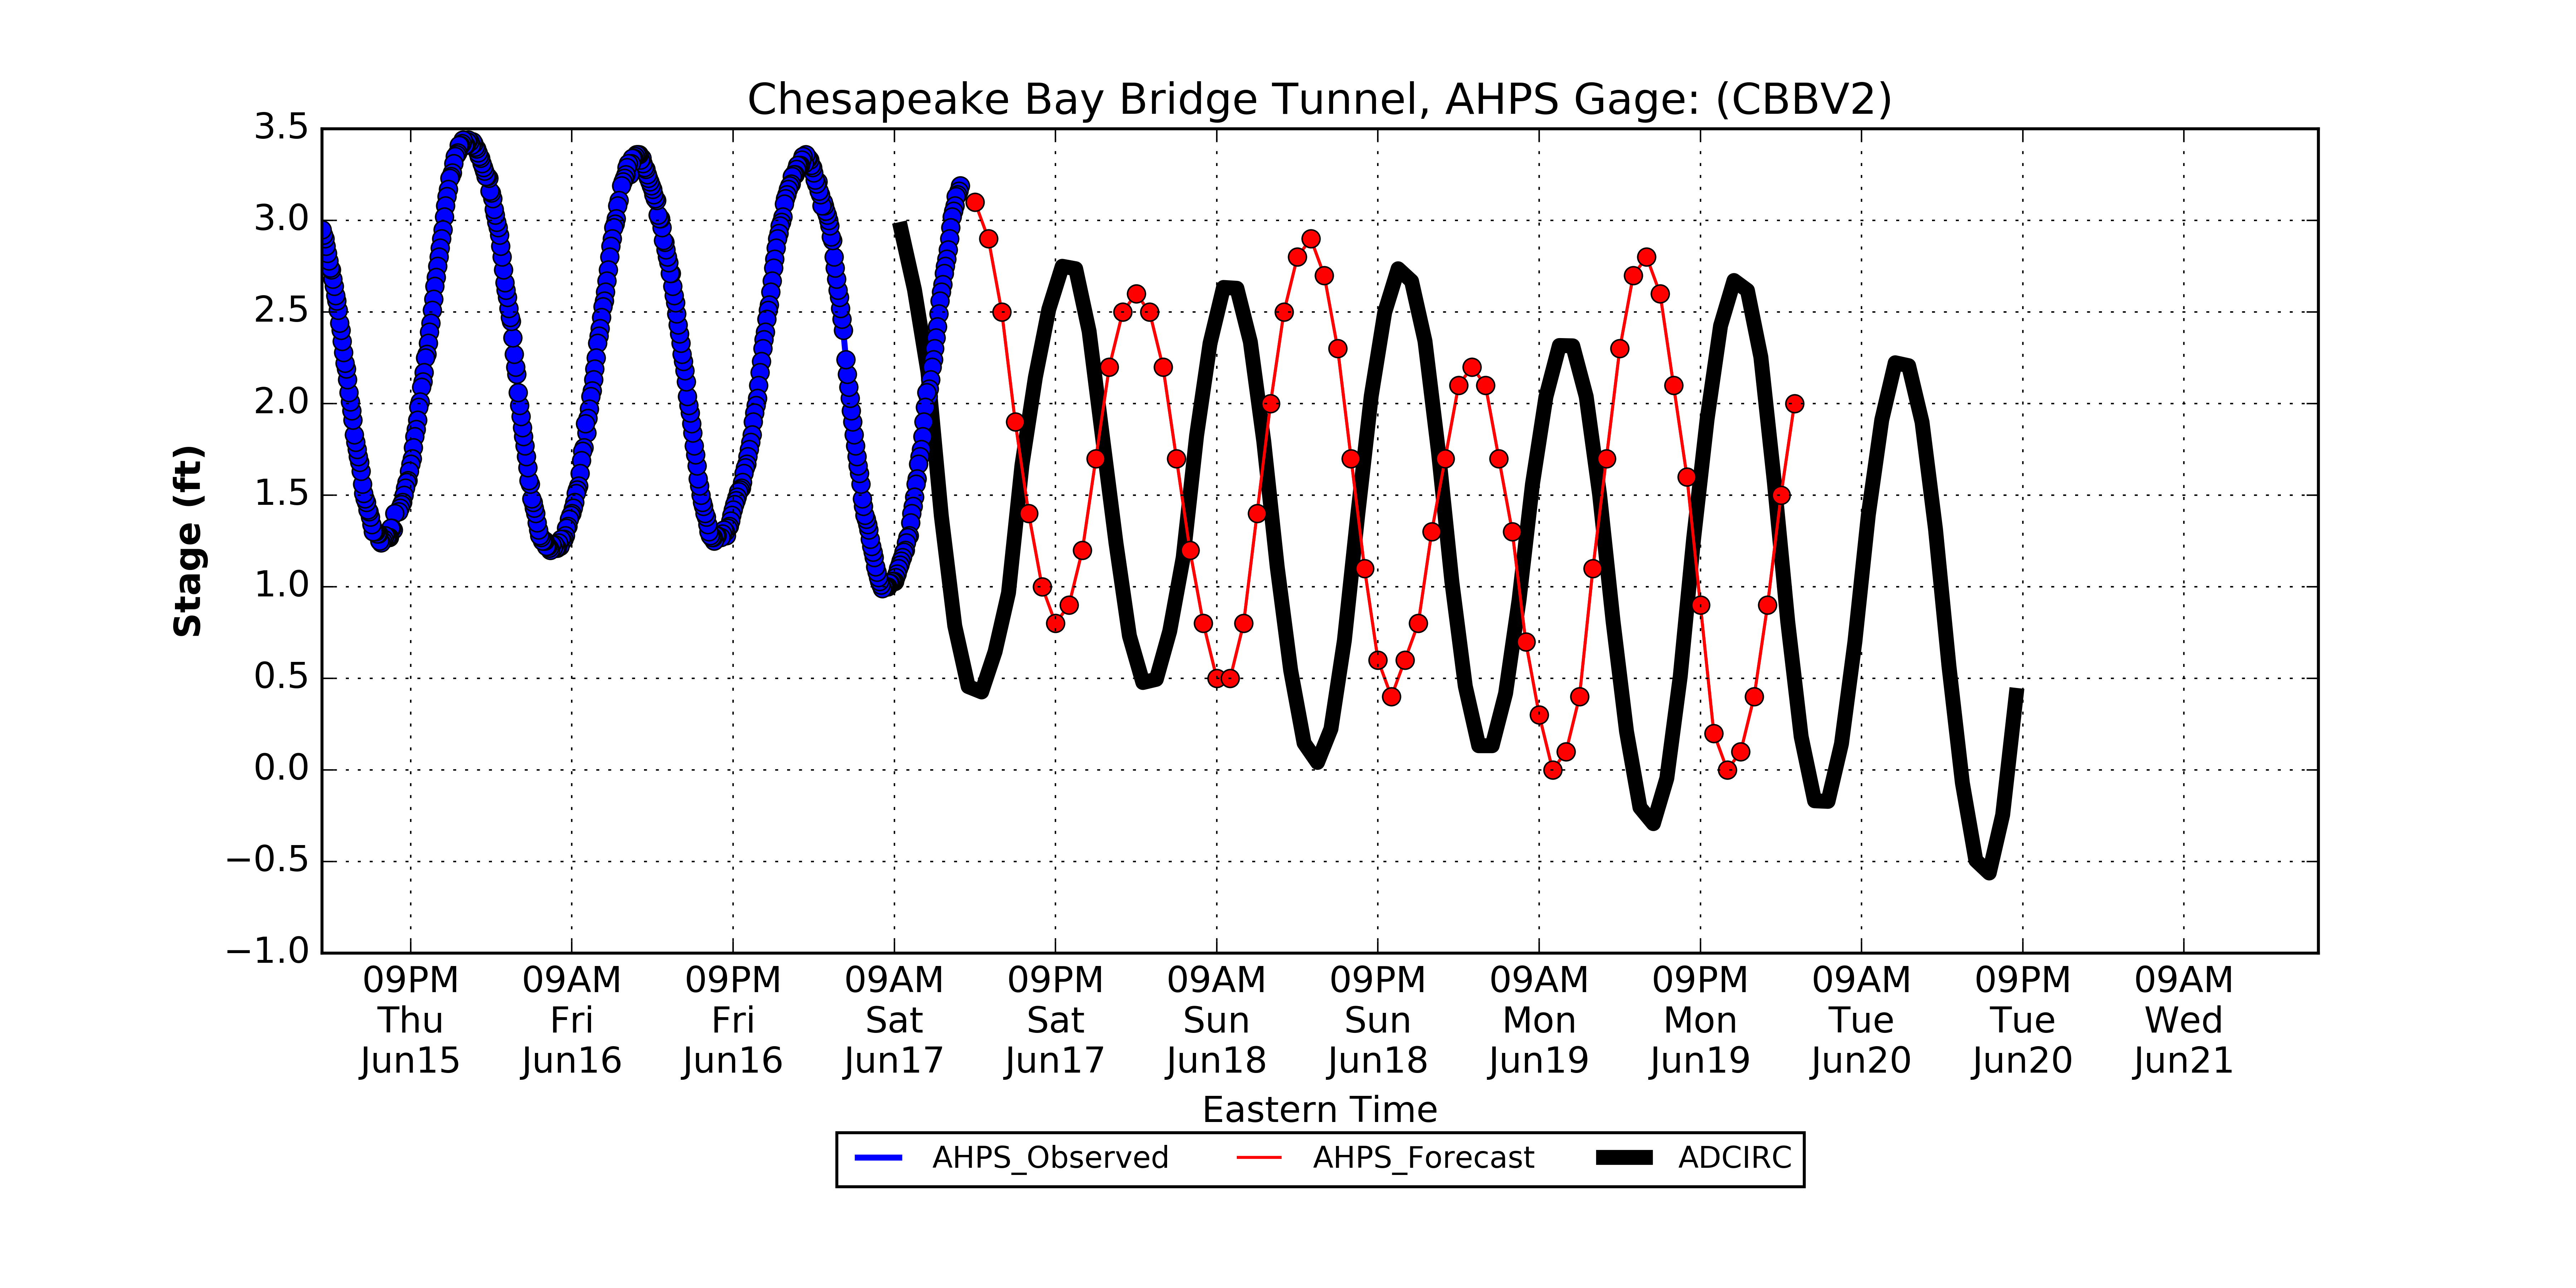 Chesapeake Bay Bridge Tunnel, AHPS Gage: (CBBV2)
3.5
3.0
2.5
2.0
1.5
1.0
0.5
0.0
−0.5
−1.0
Stage (ft)
09PM 09AM 09PM 09AM 09PM 09AM 09PM 09AM 09PM 09AM 09PM 09AM
Thu Fri Fri Sat Sat Sun Sun Mon Mon Tue Tue Wed
Jun15 Jun16 Jun16 Jun17 Jun17 Jun18 Jun18 Jun19 Jun19 Jun20 Jun20 Jun21
Eastern Time
AHPS_Observed AHPS_Forecast ADCIRC